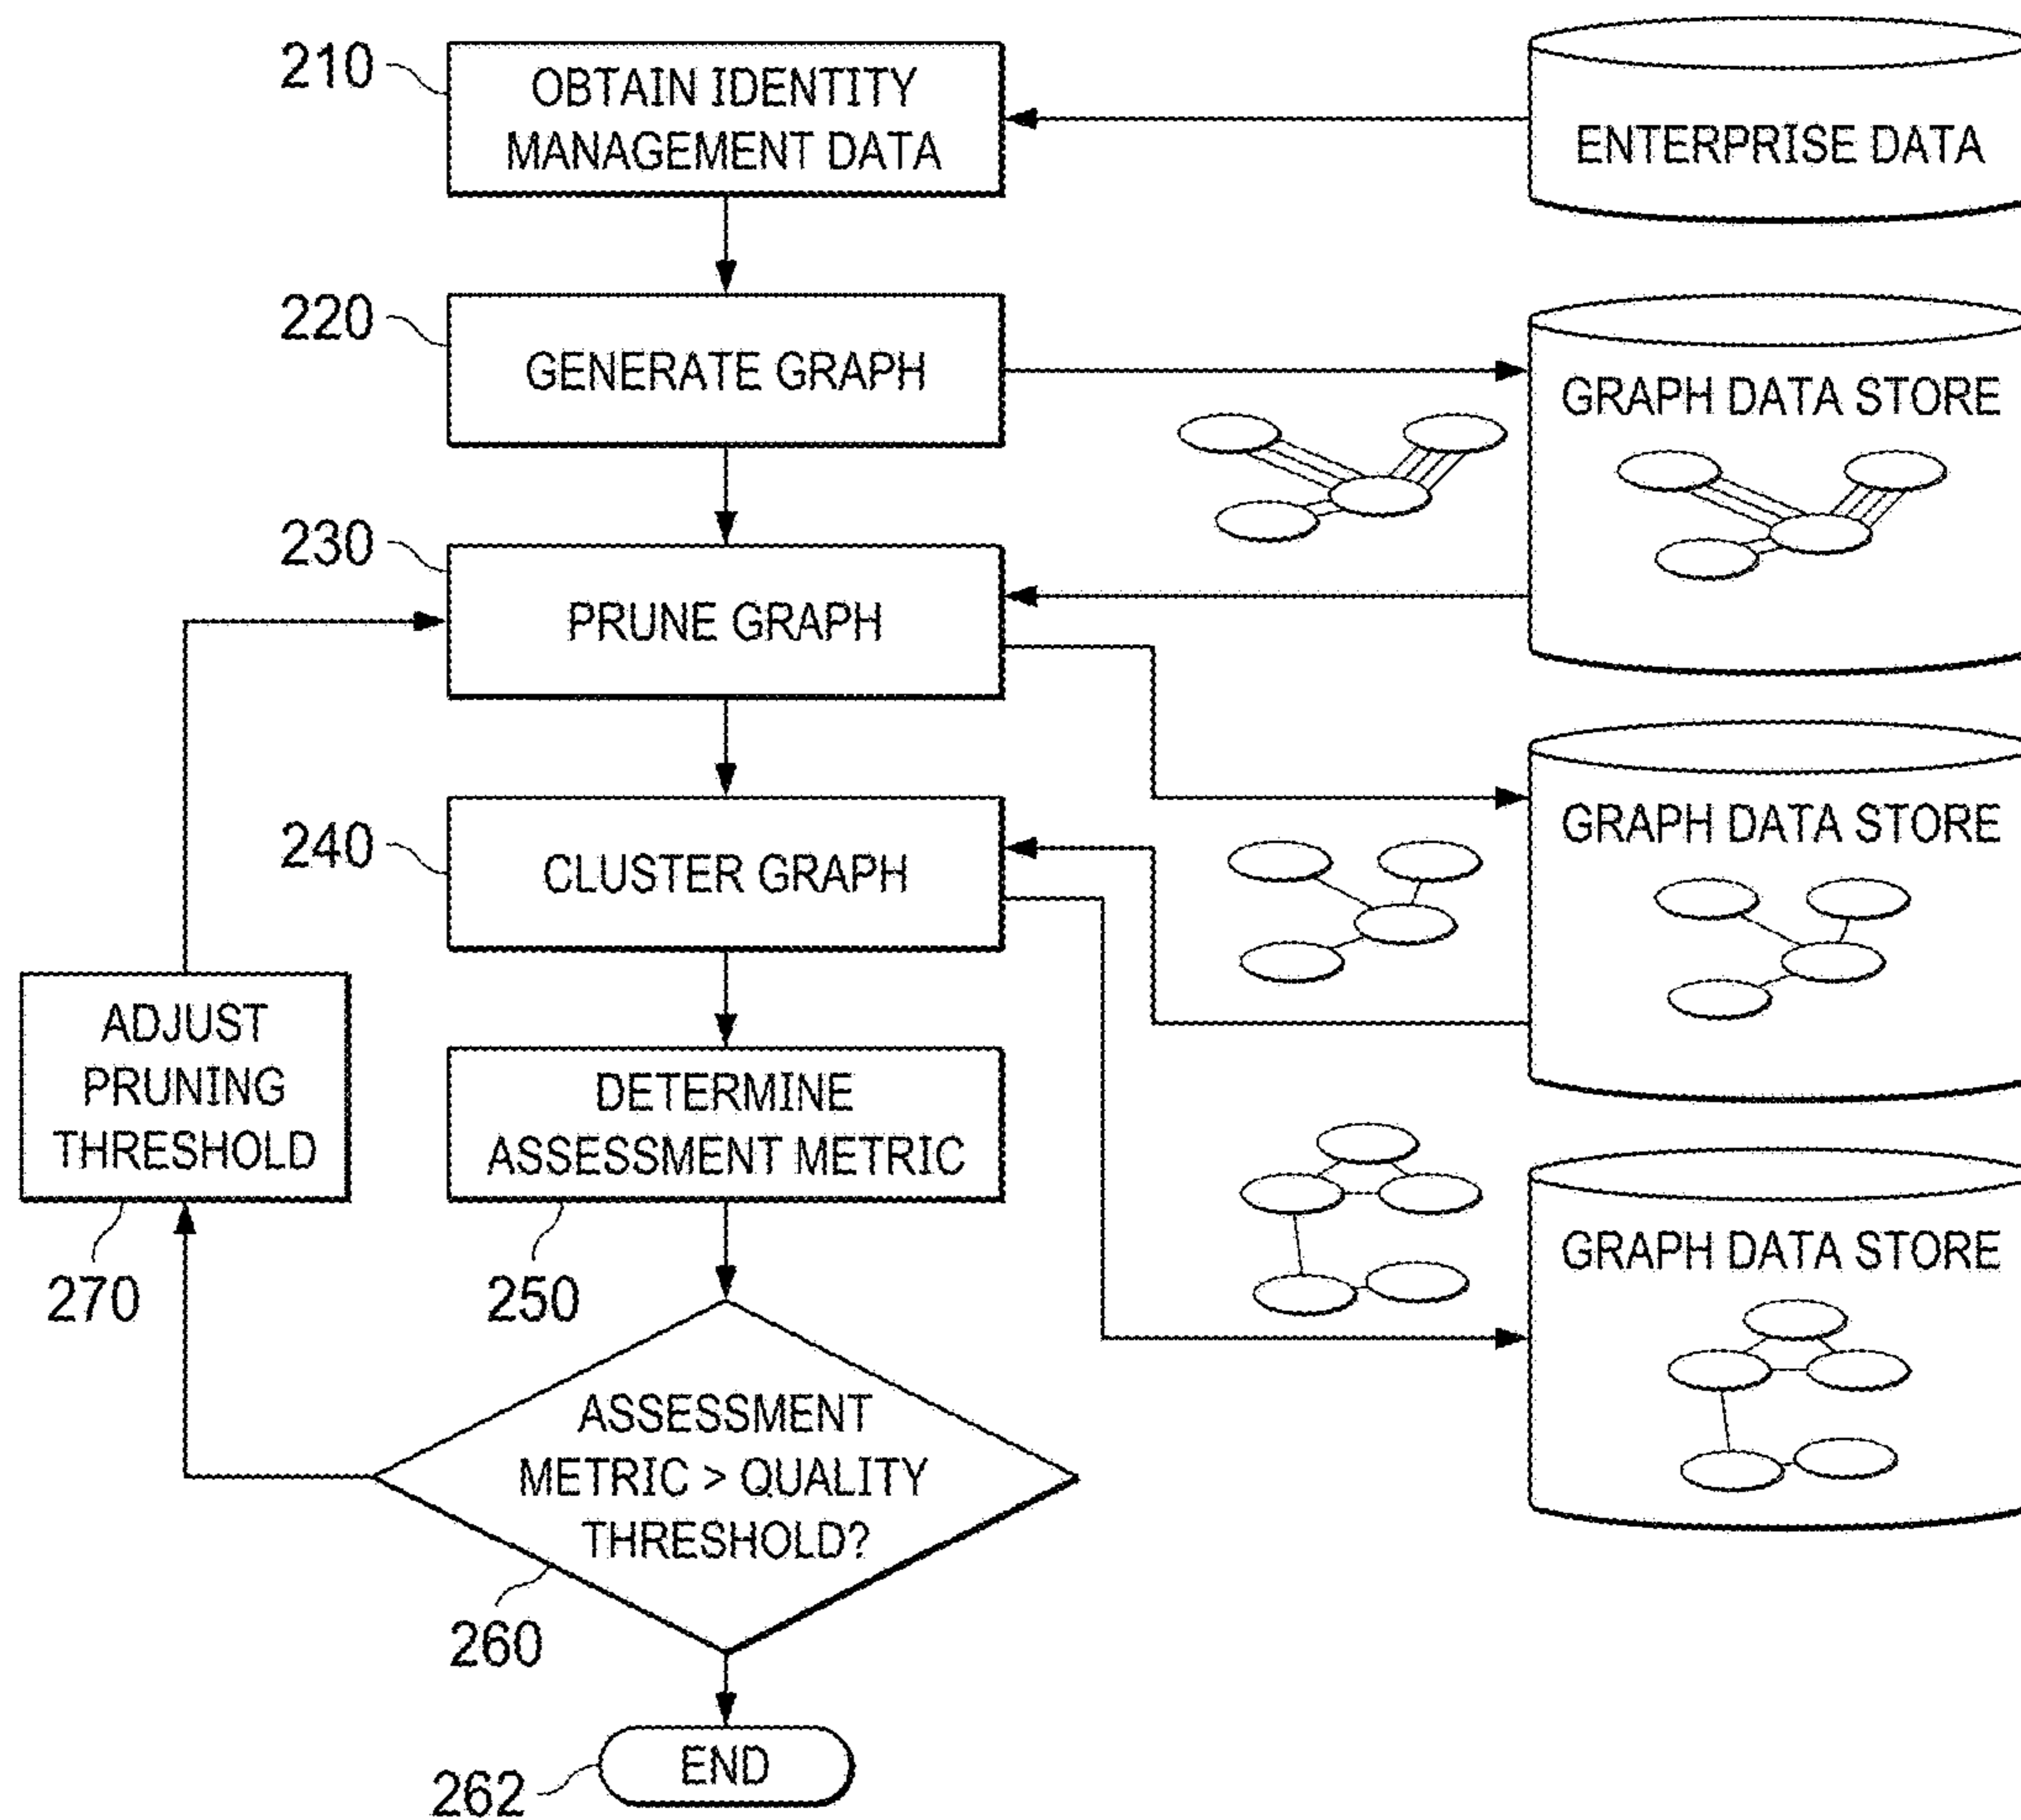 210
OBTAIN IDENTITY
MANAGEMENT DATA
ENTERPRISE DATA
220
GENERATE GRAPH
GRAPH DATA STORE
230
PRUNE GRAPH
240
CLUSTER GRAPH
GRAPH DATA STORE
ADJUST
PRUNING
THRESHOLD
270
DETERMINE
ASSESSMENT METRIC
250
GRAPH DATA STORE
ASSESSMENT
METRIC > QUALITY
THRESHOLD?
260
END
262